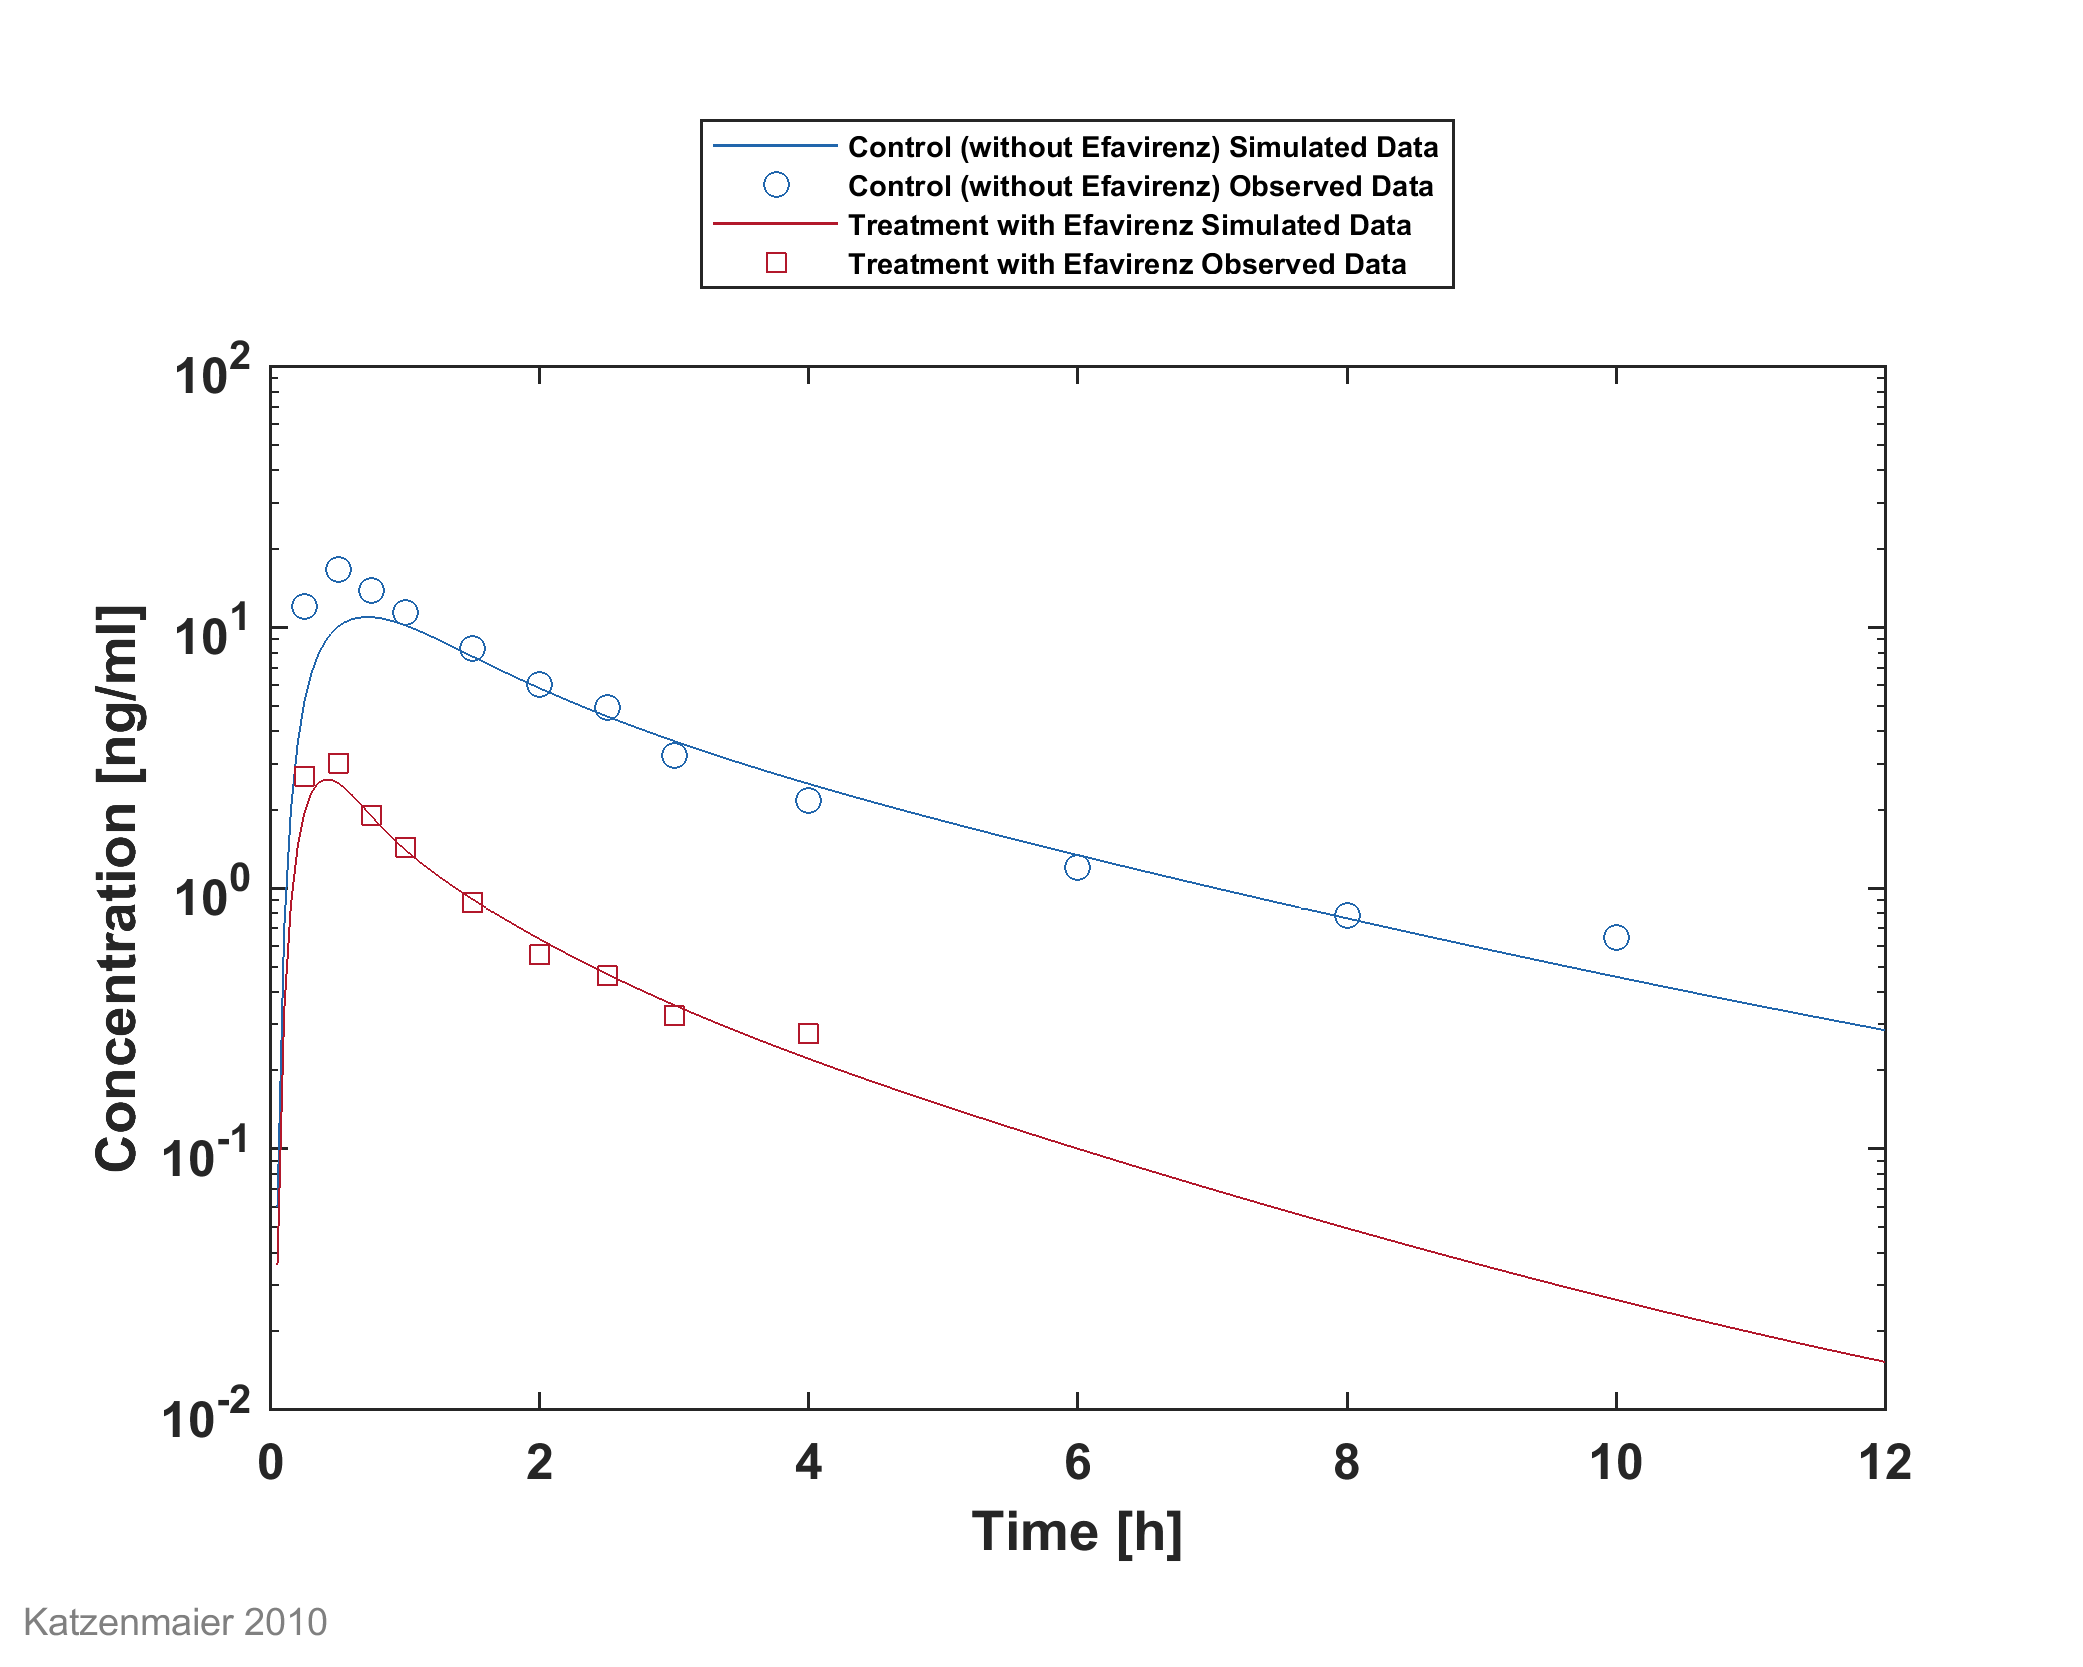 Control (without Efavirenz) Simulated Data
Control (without Efavirenz) Observed Data
Treatment with Efavirenz Simulated Data
Treatment with Efavirenz Observed Data
10^2
10^1
10^0
10^-1
10^-2
Concentration [ng/ml]
0 2 4 6 8 10 12
Time [h]
Katzenmaier 2010